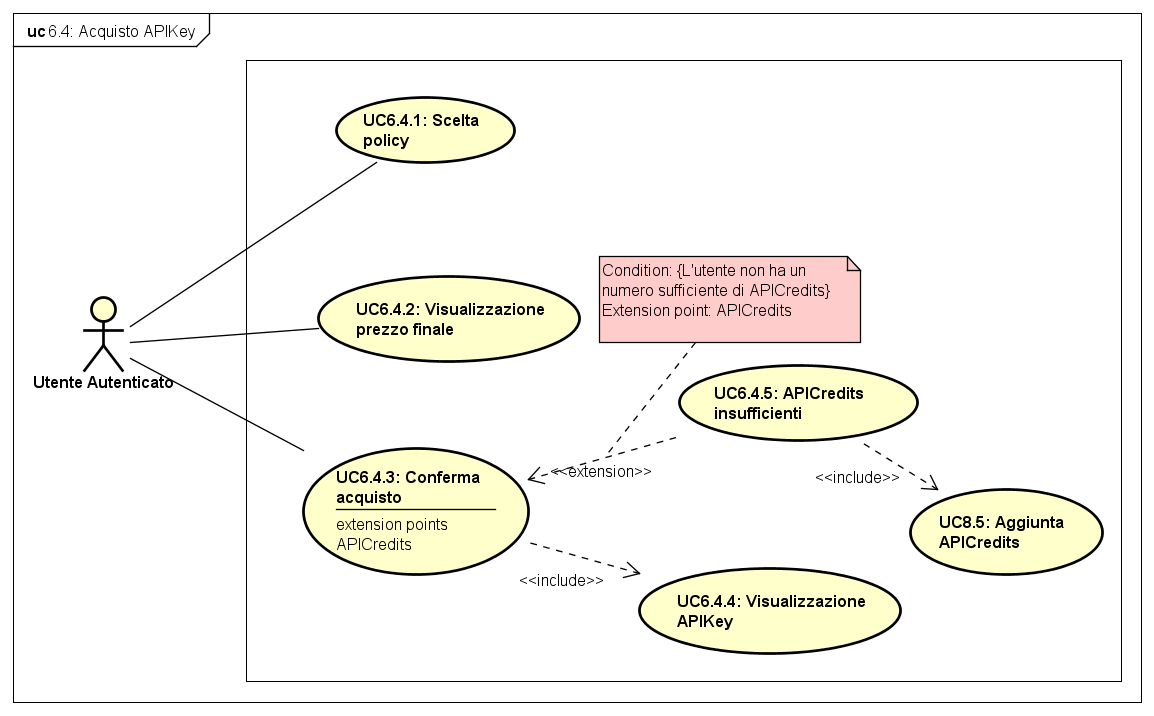 uc 6.4: Acquisto APIKey
UC6.4.1: Scelta
policy
Condition: {L'utente non ha un
numero sufficiente di APICredits}
Extension point: APICredits
UC6.4.2: Visualizzazione
prezzo finale
Utente Autenticato
UC6.4.5: APICredits
insufficienti
<<extension>>
<<include>>
UC6.4.3: Conferma
acquisto
extension points
APICredits
UC8.5: Aggiunta
APICredits
<<include>>
UC6.4.4: Visualizzazione
APIKey